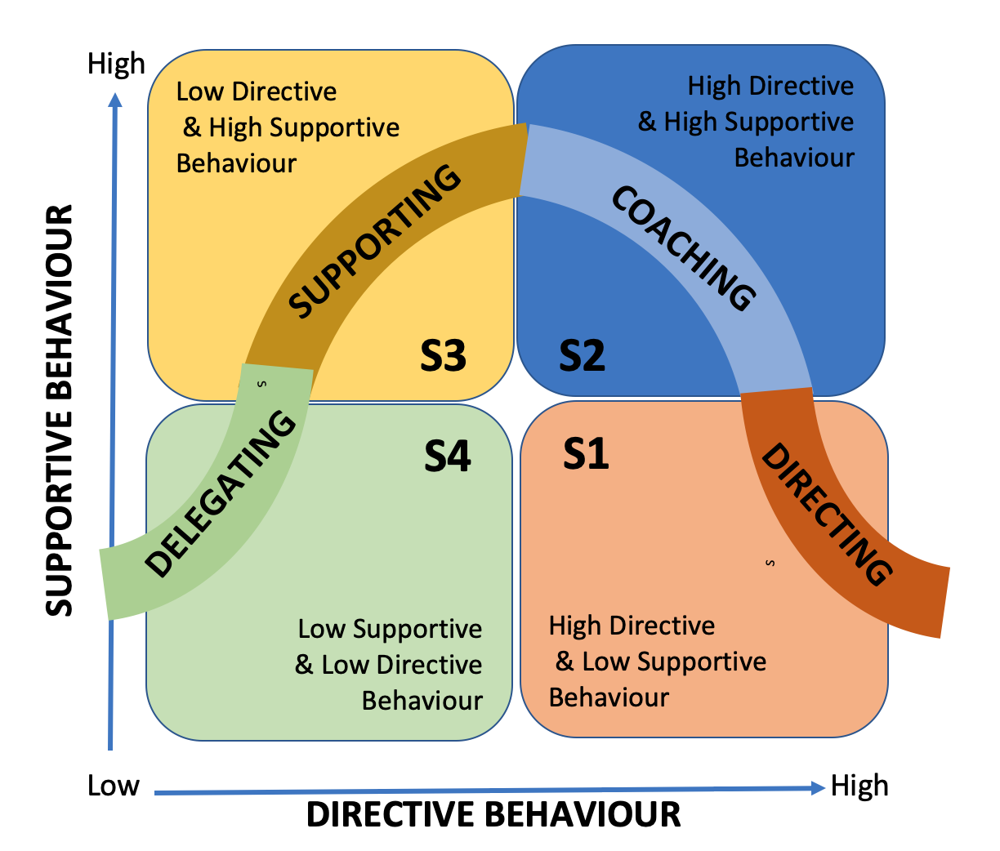 High
Low Directive
& High Supportive
Behaviour
High Directive
& High Supportive
Behaviour
SUPPORTING
COACHING
S3
S2
SUPPORTIVE BEHAVIOUR
s
DELEGATING
S4
S1
DIRECTING
s
Low Supportive
& Low Directive
Behaviour
High Directive
& Low Supportive
Behaviour
Low
High
DIRECTIVE BEHAVIOUR